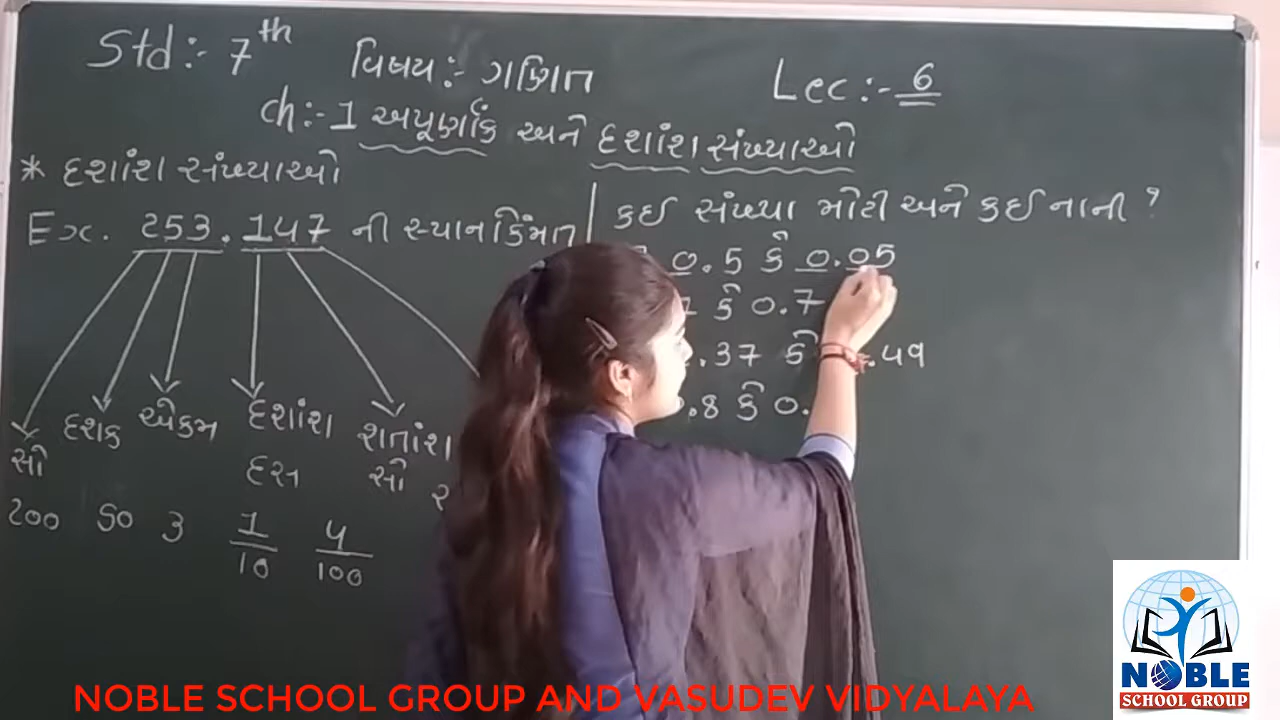 Std:- 7th વિષય:- ગણિત Lec:- 6
ch:- 1 અપૂર્ણાંક અને દશાંશ સંખ્યાઓ
* દશાંશ સંખ્યાઓ
Ex. 253.147 ની સ્થાનકિંમત
સો દશક એકમ દશાંશ શતાંશ
દસ સો
200 50 3 1/10 4/100
કઈ સંખ્યા મોટી અને કઈ નાની ?
0.5 કે 0.05
કે 0.7
.37 કે .49
.8 કે 0.
NOBLE SCHOOL GROUP AND VASUDEV VIDYALAYA
NOBLE
SCHOOL GROUP